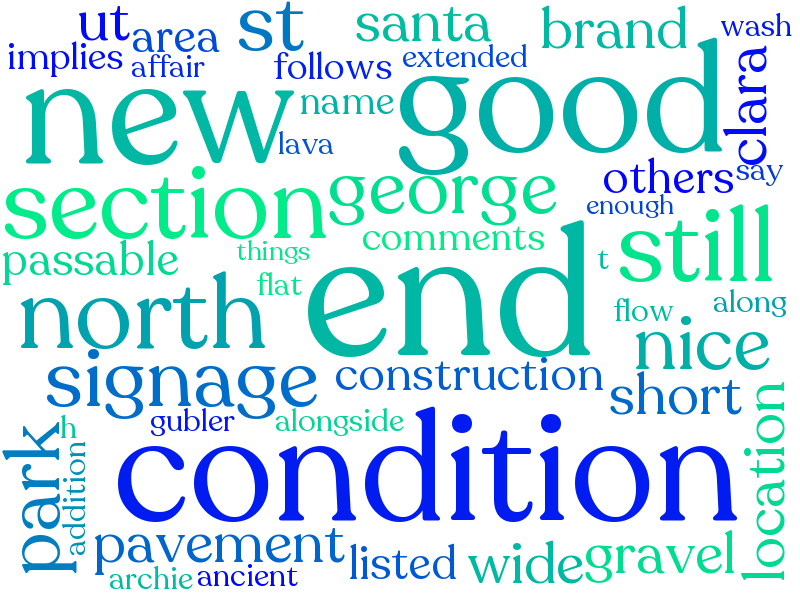 ut area st santa brand wash
implies affair follows extended
new name good clara
lava
section george others say
enough
passable things comments t still
flat
north end flow along
nice
signage construction short
park h gubler alongside location
addition condition
pavement listed wide gravel
archie ancient